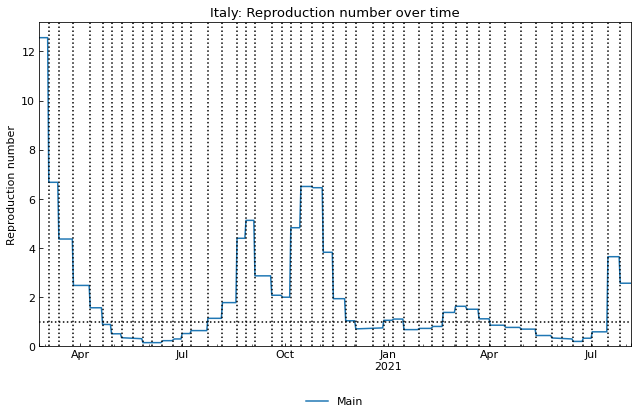 Italy: Reproduction number over time
Reproduction number
12
10
8
6
4
2
0
Apr
Jul
Oct
Jan
2021
Apr
Jul
Main